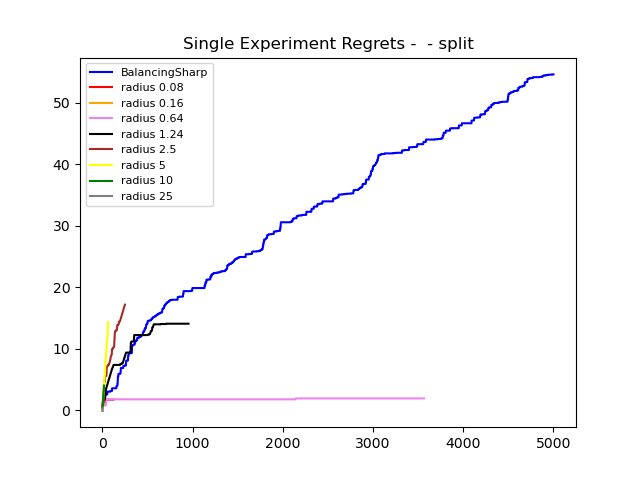 Single Experiment Regrets -  - split
BalancingSharp
radius 0.08
radius 0.16
radius 0.64
radius 1.24
radius 2.5
radius 5
radius 10
radius 25
50
40
30
20
10
0
0 1000 2000 3000 4000 5000